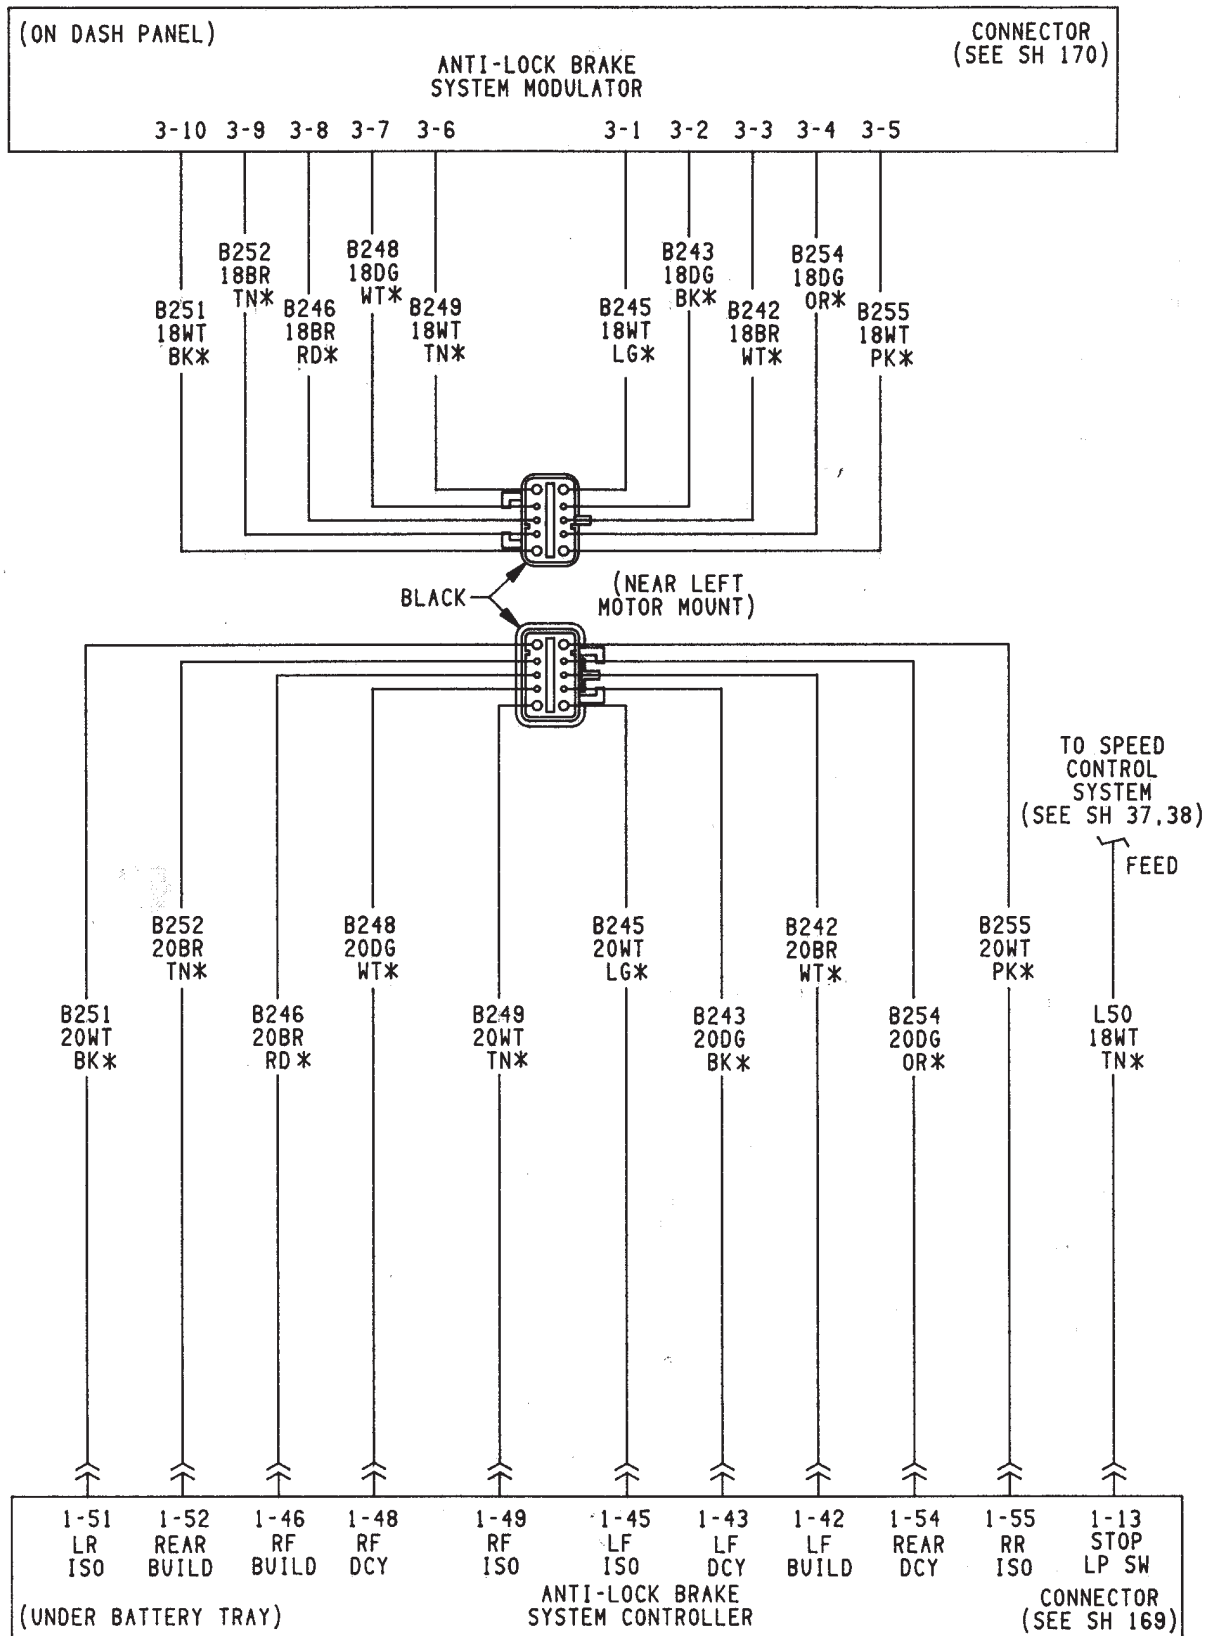 (ON DASH PANEL)
CONNECTOR
(SEE SH 170)
ANTI-LOCK BRAKE
SYSTEM MODULATOR
3-10 3-9 3-8 3-7 3-6 3-1 3-2 3-3 3-4 3-5
B251
18WT
BK*
B252
18BR
TN*
B246
18BR
RD*
B248
18DG
WT*
B249
18WT
TN*
B245
18WT
LG*
B243
18DG
BK*
B242
18BR
WT*
B254
18DG
OR*
B255
18WT
PK*
BLACK
(NEAR LEFT
MOTOR MOUNT)
TO SPEED
CONTROL
SYSTEM
(SEE SH 37,38)
FEED
B251
20WT
BK*
B252
20BR
TN*
B246
20BR
RD*
B248
20DG
WT*
B249
20WT
TN*
B245
20WT
LG*
B243
20DG
BK*
B242
20BR
WT*
B254
20DG
OR*
B255
20WT
PK*
L50
18WT
TN*
1-51
LR
ISO
1-52
REAR
BUILD
1-46
RF
BUILD
1-48
RF
DCY
1-49
RF
ISO
1-45
LF
ISO
1-43
LF
DCY
1-42
LF
BUILD
1-54
REAR
DCY
1-55
RR
ISO
1-13
STOP
LP SW
(UNDER BATTERY TRAY)
ANTI-LOCK BRAKE
SYSTEM CONTROLLER
CONNECTOR
(SEE SH 169)